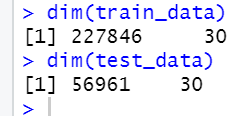 > dim(train_data)
[1] 227846     30
> dim(test_data)
[1] 56961    30
>